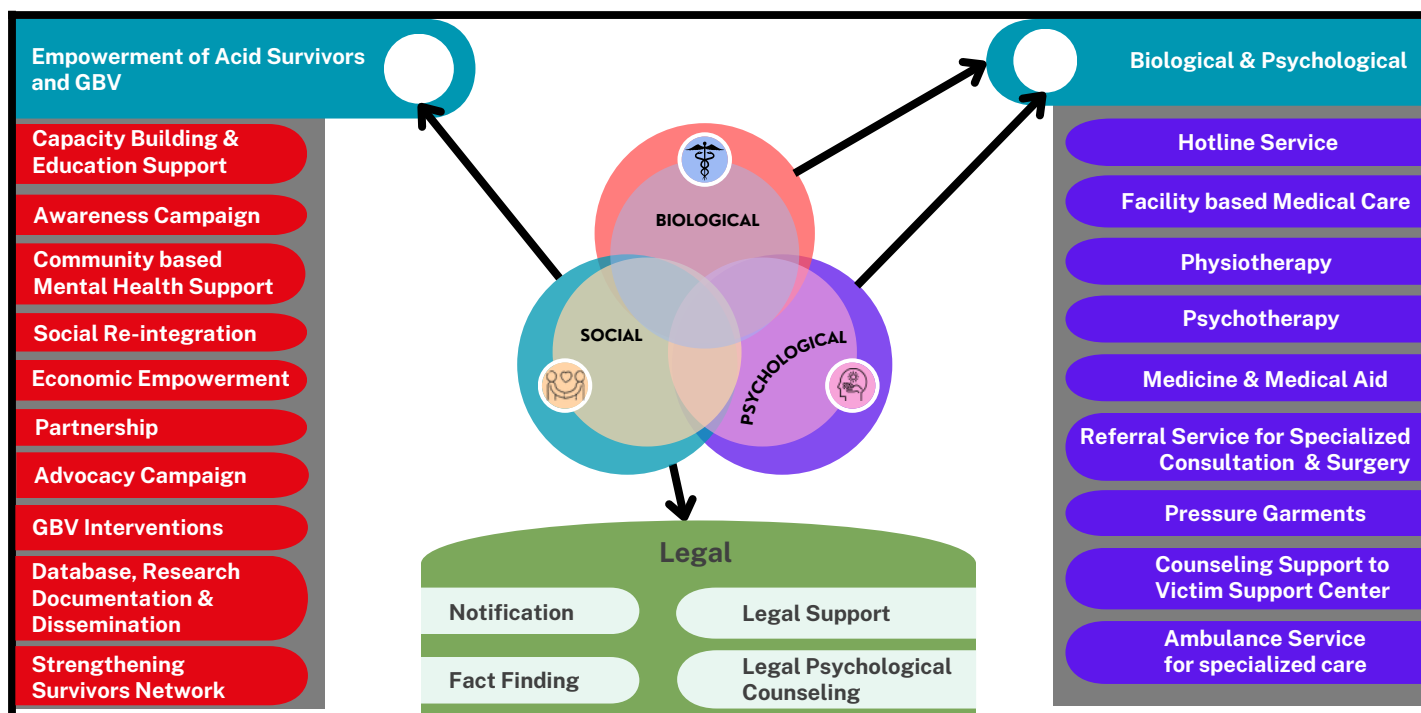 Empowerment of Acid Survivors
and GBV
Capacity Building &
Education Support
Awareness Campaign
Community based
Mental Health Support
Social Re-integration
Economic Empowerment
Partnership
Advocacy Campaign
GBV Interventions
Database, Research
Documentation &
Dissemination
Strengthening
Survivors Network
BIOLOGICAL
SOCIAL
PSYCHOLOGICAL
Legal
Notification
Legal Support
Fact Finding
Legal Psychological
Counseling
Biological & Psychological
Hotline Service
Facility based Medical Care
Physiotherapy
Psychotherapy
Medicine & Medical Aid
Referral Service for Specialized
Consultation & Surgery
Pressure Garments
Counseling Support to
Victim Support Center
Ambulance Service
for specialized care